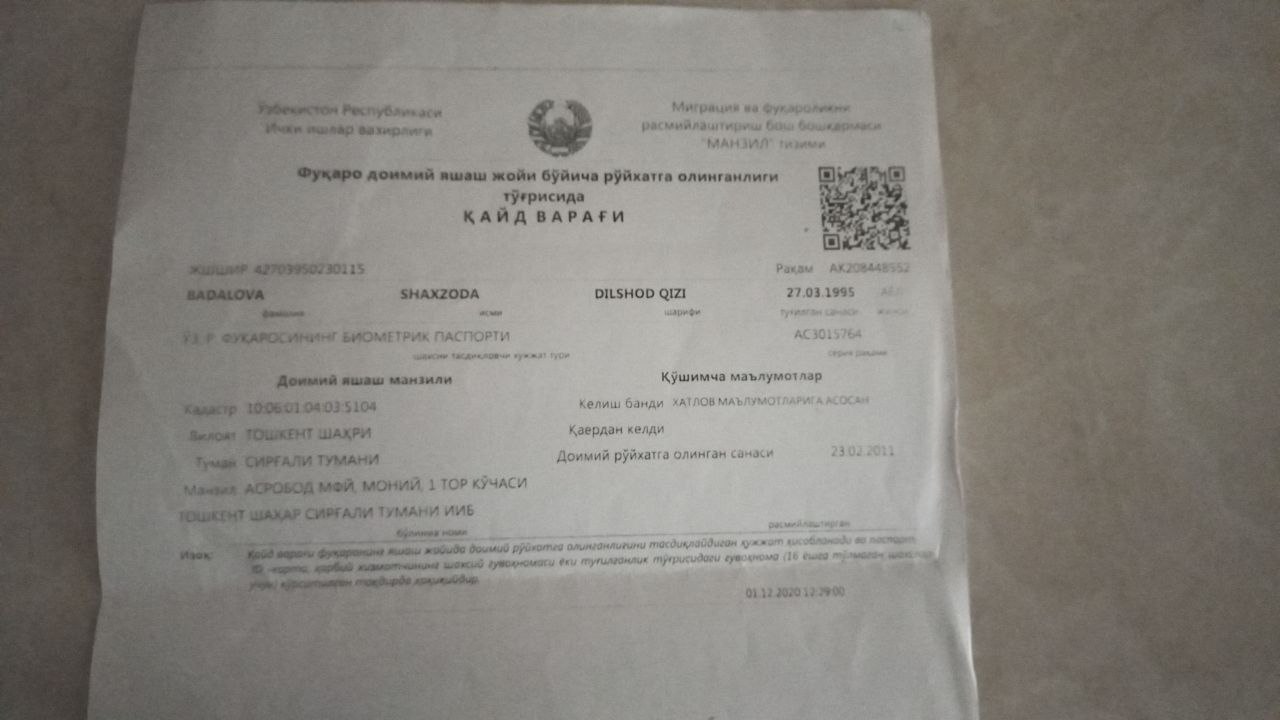 Ўзбекистон Республикаси
Ички ишлар вазирлиги
Миграция ва фуқароликни
расмийлаштириш бош бошқармаси
"МАНЗИЛ" тизими
Фуқаро доимий яшаш жойи бўйича рўйхатга олинганлиги
тўғрисида
ҚАЙД ВАРАҒИ
ЖШШИР 42703950230115
Рақам АК208448552
BADALOVA SHAXZODA DILSHOD QIZI 27.03.1995 АЁЛ
фамилия исми шарифи туғилган санаси жинси
ЎЗ. Р. ФУҚАРОСИНИНГ БИОМЕТРИК ПАСПОРТИ АС3015764
шахсни тасдиқловчи ҳужжат тури серия рақами
Доимий яшаш манзили
Қўшимча маълумотлар
Кадастр 10:06:01:04:03:5104
Келиш банди ХАТЛОВ МАЪЛУМОТЛАРИГА АСОСАН
Вилоят ТОШКЕНТ ШАҲРИ
Қаердан келди
Туман СИРҒАЛИ ТУМАНИ
Доимий рўйхатга олинган санаси 23.02.2011
Манзил АСРОБОД МФЙ, МОНИЙ, 1 ТОР КЎЧАСИ
ТОШКЕНТ ШАҲАР СИРҒАЛИ ТУМАНИ ИИБ
бўлинма номи расмийлаштирган
Изоҳ: Қайд варағи фуқаронинг яшаш жойида доимий рўйхатга олинганлигини тасдиқлайдиган ҳужжат ҳисобланади ва паспорт,
ID -карта, ҳарбий хизматчининг шахсий гувоҳномаси ёки туғилганлик тўғрисидаги гувоҳнома (16 ёшга тўлмаган шахслар
учун) кўрсатилган тақдирда ҳақиқийдир.
01.12.2020 12:29:00